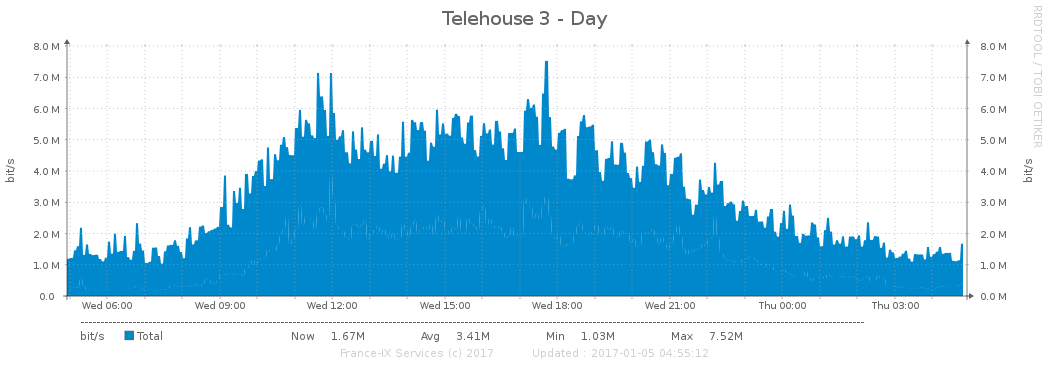 Telehouse 3 - Day
RRDTOOL / TOBI OETIKER
bit/s
8.0 M 8.0 M
7.0 M 7.0 M
6.0 M 6.0 M
5.0 M 5.0 M
4.0 M 4.0 M
3.0 M 3.0 M
2.0 M 2.0 M
1.0 M 1.0 M
0.0 0.0 M
bit/s
Wed 06:00 Wed 09:00 Wed 12:00 Wed 15:00 Wed 18:00 Wed 21:00 Thu 00:00 Thu 03:00
bit/s Total Now 1.67M Avg 3.41M Min 1.03M Max 7.52M
France-IX Services (c) 2017 Updated : 2017-01-05 04:55:12